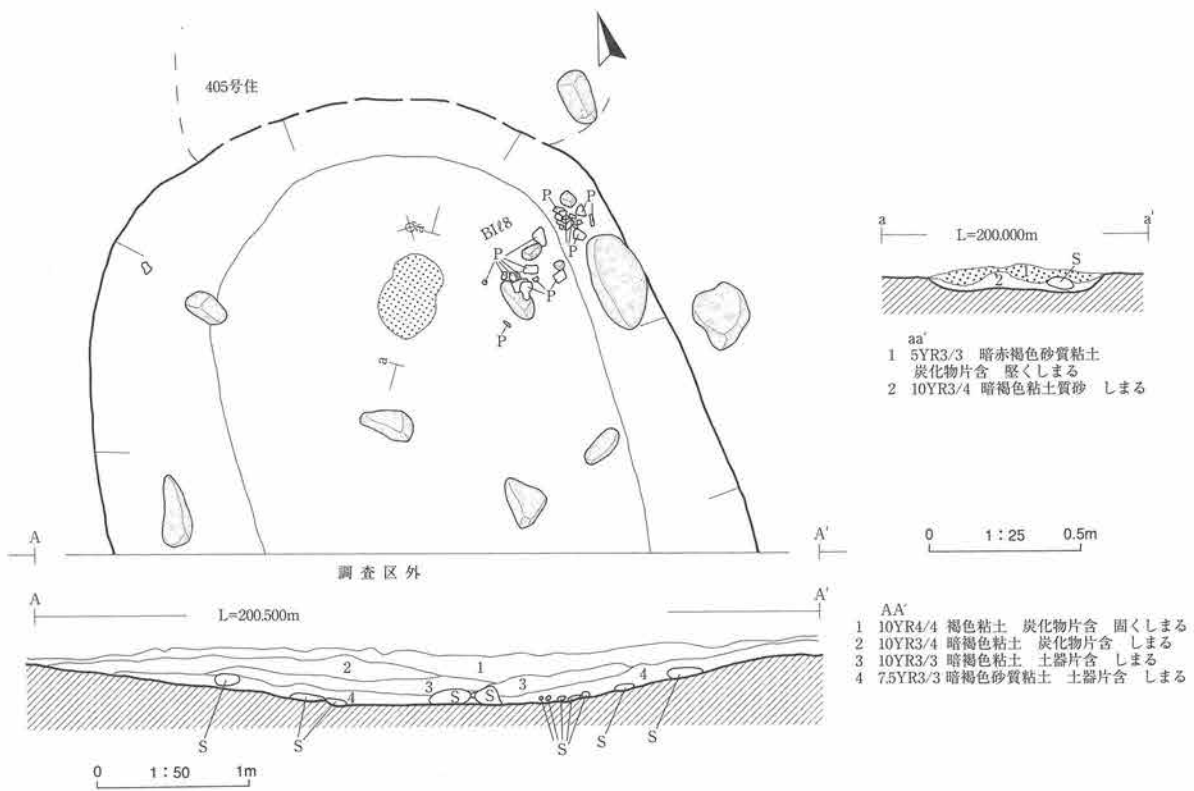 405号住
BIℓ8
P
P
P
P
P
P
P
a
a'
L=200.000m
1
2
S
aa'
1 5YR3/3 暗赤褐色砂質粘土
炭化物片含 堅くしまる
2 10YR3/4 暗褐色粘土質砂 しまる
0 1：25 0.5m
a
A
A'
調査区外
A
L=200.500m
A'
2
1
4
3
S
S
3
4
S
S
S
S
S
0 1：50 1m
AA'
1 10YR4/4 褐色粘土 炭化物片含 固くしまる
2 10YR3/4 暗褐色粘土 炭化物片含 しまる
3 10YR3/3 暗褐色粘土 土器片含 しまる
4 7.5YR3/3 暗褐色砂質粘土 土器片含 しまる